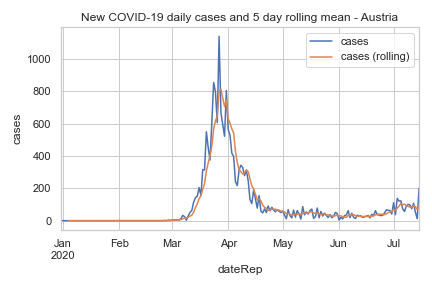 New COVID-19 daily cases and 5 day rolling mean - Austria
cases
cases (rolling)
1000
800
600
400
200
0
cases
Jan Feb Mar Apr May Jun Jul
2020
dateRep